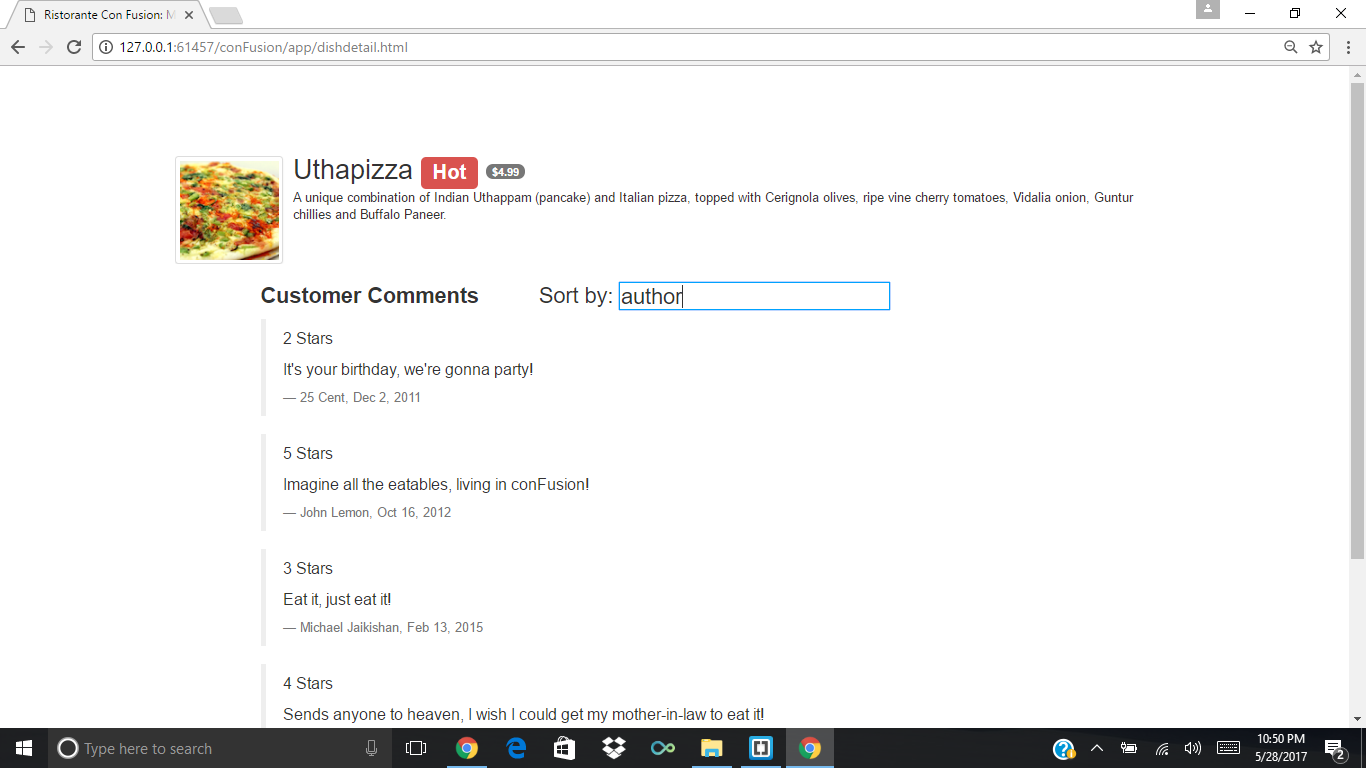 Ristorante Con Fusion: M
127.0.0.1:61457/conFusion/app/dishdetail.html
Uthapizza Hot $4.99
A unique combination of Indian Uthappam (pancake) and Italian pizza, topped with Cerignola olives, ripe vine cherry tomatoes, Vidalia onion, Guntur
chillies and Buffalo Paneer.
Customer Comments Sort by: author
2 Stars
It's your birthday, we're gonna party!
— 25 Cent, Dec 2, 2011
5 Stars
Imagine all the eatables, living in conFusion!
— John Lemon, Oct 16, 2012
3 Stars
Eat it, just eat it!
— Michael Jaikishan, Feb 13, 2015
4 Stars
Sends anyone to heaven, I wish I could get my mother-in-law to eat it!
Type here to search
10:50 PM
5/28/2017
2